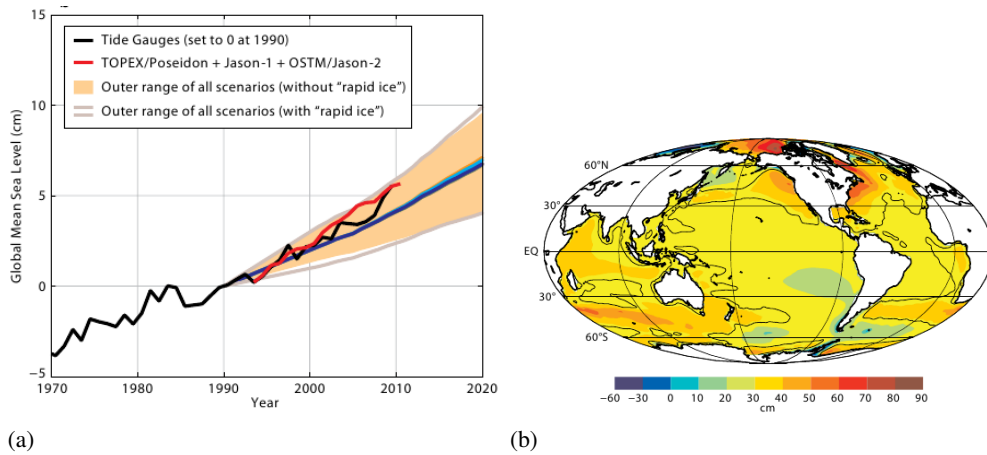 15
10
5
0
−5
Global Mean Sea Level (cm)
Tide Gauges (set to 0 at 1990)
TOPEX/Poseidon + Jason-1 + OSTM/Jason-2
Outer range of all scenarios (without “rapid ice”)
Outer range of all scenarios (with “rapid ice”)
1970 1980 1990 2000 2010 2020
Year
(a)
60°N
30°
EQ
30°
60°S
−60 −30 0 10 20 30 40 50 60 70 80 90
cm
(b)